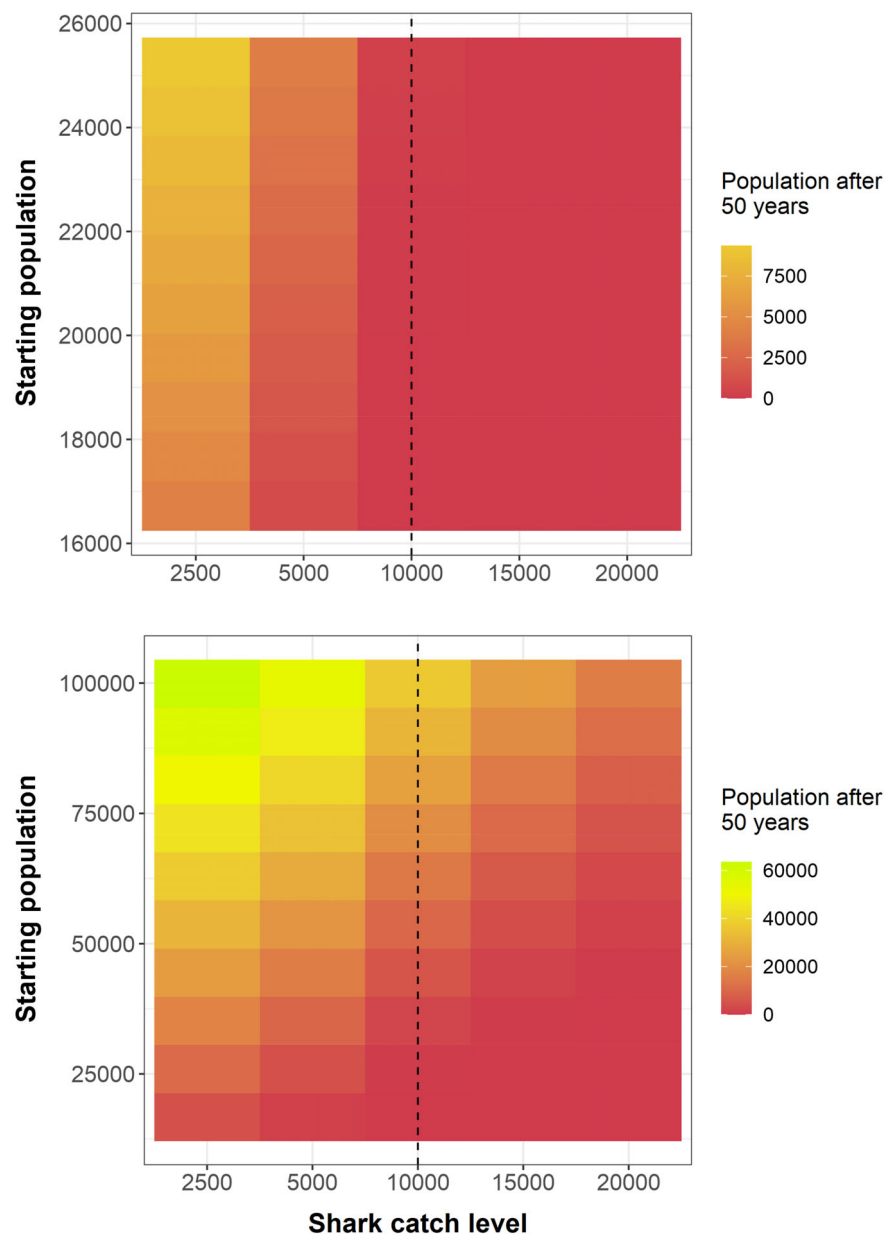 26000
24000
22000
20000
18000
16000
Starting population
2500 5000 10000 15000 20000
Population after
50 years
7500
5000
2500
0
100000
75000
50000
25000
Starting population
2500 5000 10000 15000 20000
Shark catch level
Population after
50 years
60000
40000
20000
0